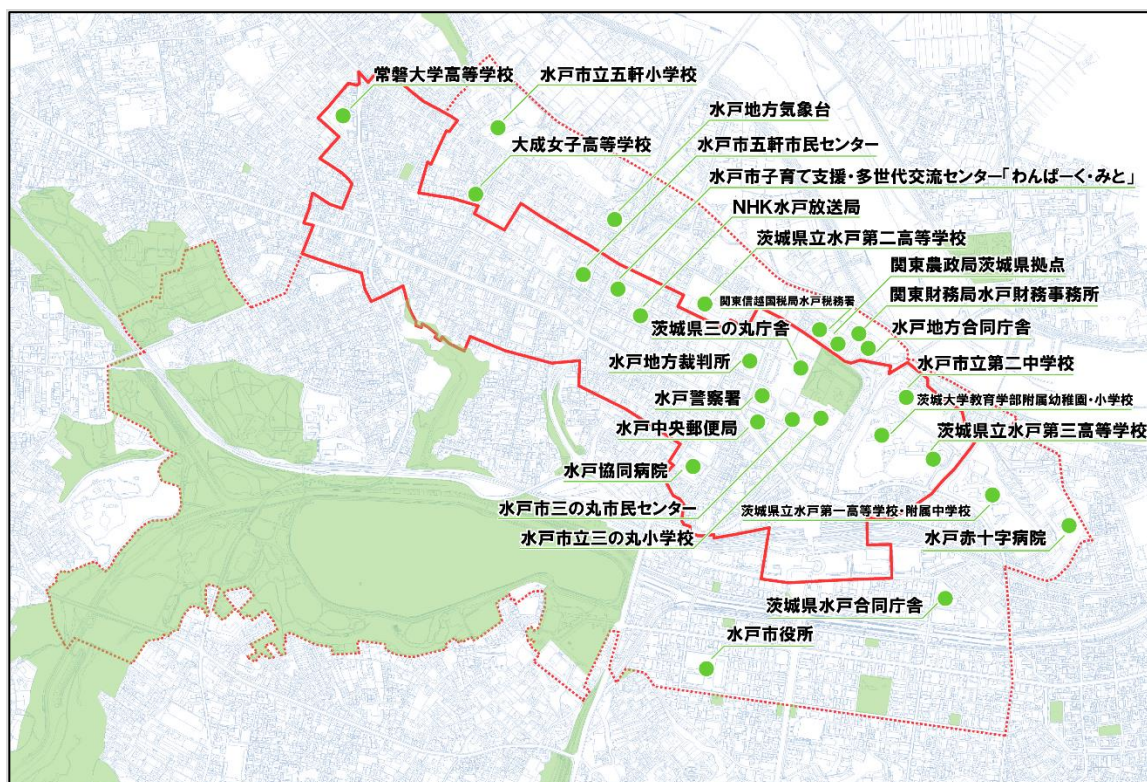 常磐大学高等学校
水戸市立五軒小学校
水戸地方気象台
大成女子高等学校
水戸市五軒市民センター
水戸市子育て支援・多世代交流センター「わんぱーく・みと」
NHK水戸放送局
茨城県立水戸第二高等学校
関東農政局茨城県拠点
関東財務局水戸財務事務所
関東信越国税局水戸税務署
茨城県三の丸庁舎
水戸地方合同庁舎
水戸地方裁判所
水戸市立第二中学校
水戸警察署
茨城大学教育学部附属幼稚園・小学校
水戸中央郵便局
茨城県立水戸第三高等学校
水戸協同病院
水戸市三の丸市民センター
茨城県立水戸第一高等学校・附属中学校
水戸市立三の丸小学校
水戸赤十字病院
茨城県水戸合同庁舎
水戸市役所